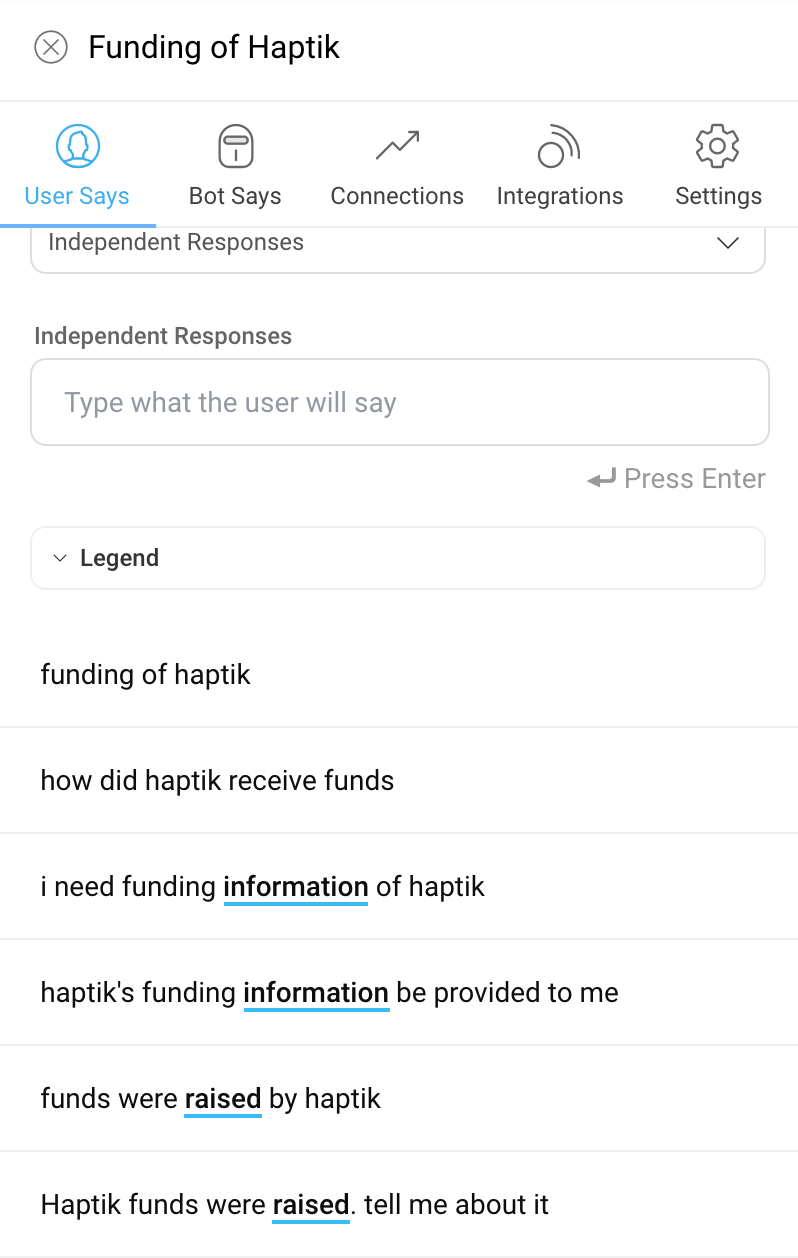 Funding of Haptik
User Says
Bot Says
Connections
Integrations
Settings
Independent Responses
Independent Responses
Type what the user will say
Press Enter
Legend
funding of haptik
how did haptik receive funds
i need funding information of haptik
haptik's funding information be provided to me
funds were raised by haptik
Haptik funds were raised. tell me about it